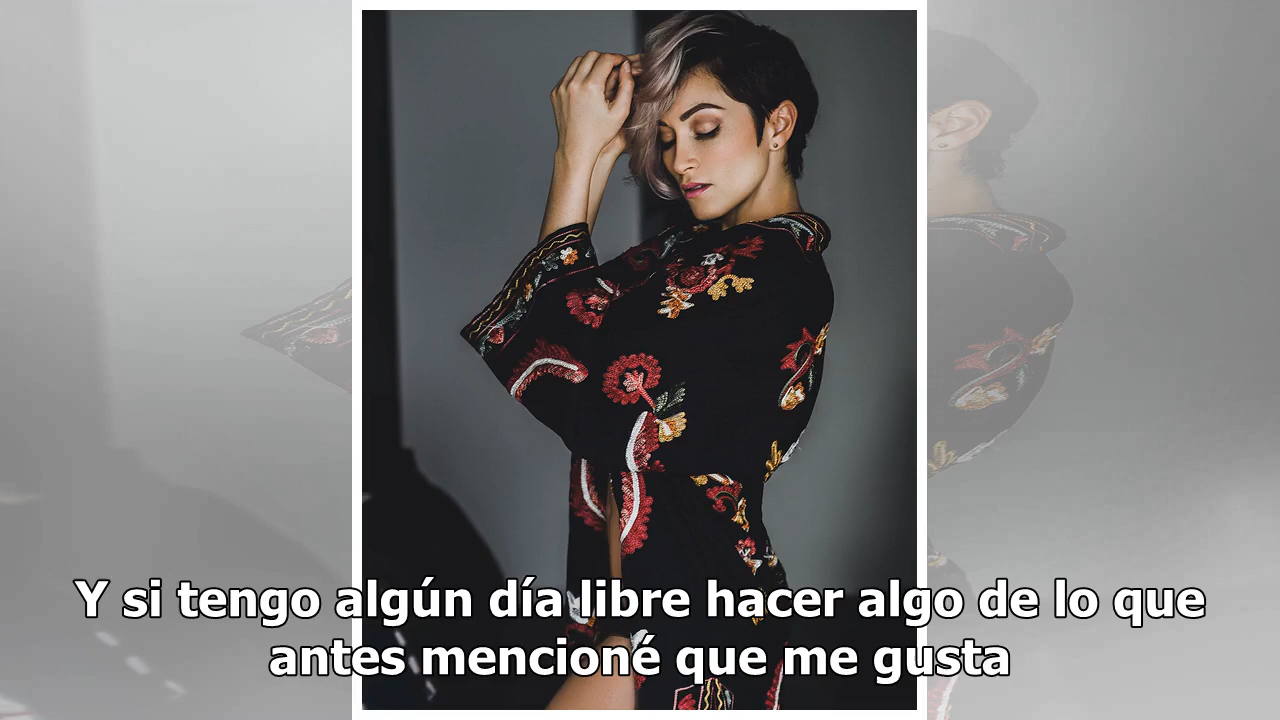 Y si tengo algún día libre hacer algo de lo que
antes mencioné que me gusta